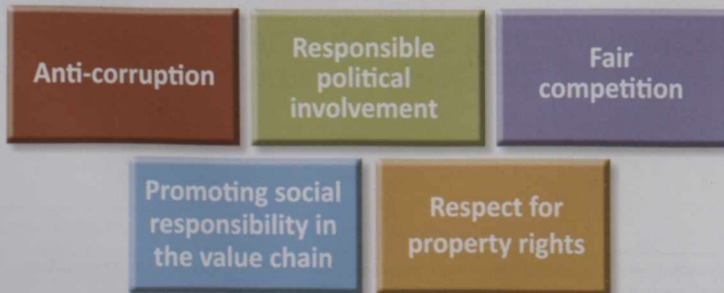 Anti-corruption
Responsible
political
involvement
Fair
competition
Promoting social
responsibility in
the value chain
Respect for
property rights